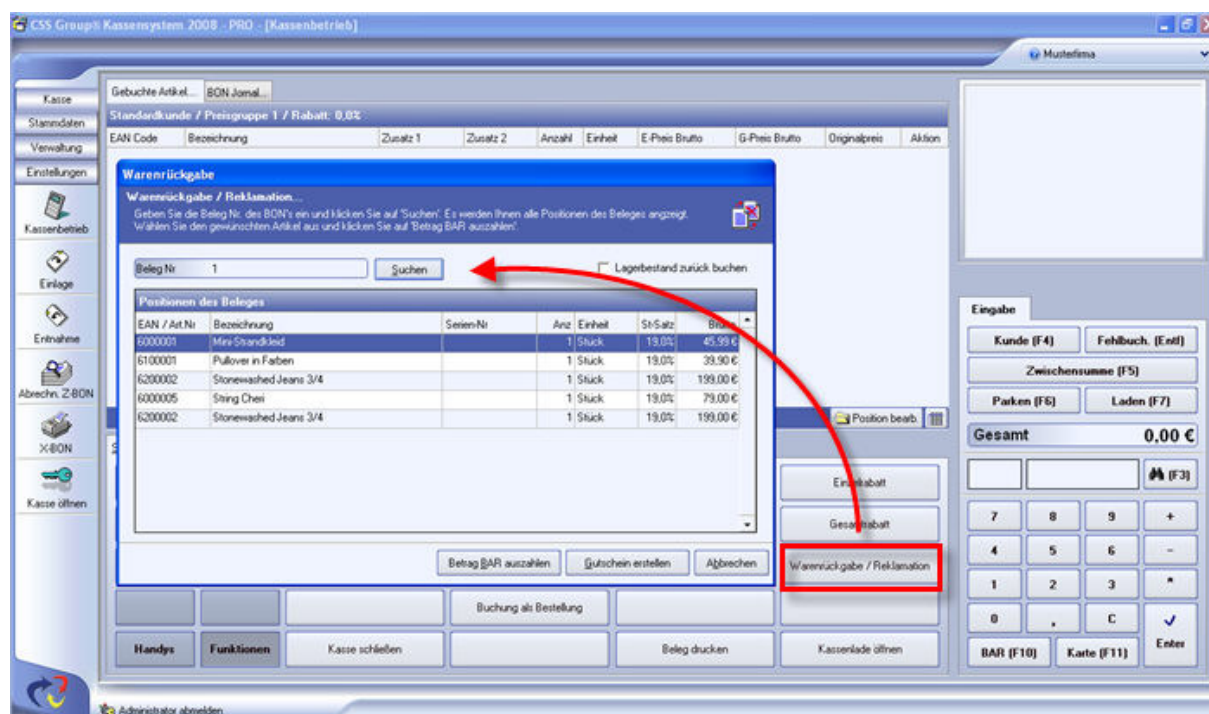 CSS Group® Kassensystem 2008 - PRO - [Kassenbetrieb]
Musterfirma
Kasse
Stammdaten
Verwaltung
Einstellungen
Kassenbetrieb
Einlage
Entnahme
Abrechn. Z-BON
X-BON
Kasse öffnen
Gebuchte Artikel... BON Jornal...
Standardkunde / Preisgruppe 1 / Rabatt: 0,0%
EAN Code Bezeichnung Zusatz 1 Zusatz 2 Anzahl Einheit E-Preis Brutto G-Preis Brutto Originalpreis Aktion
Warenrückgabe
Warenrückgabe / Reklamation...
Geben Sie die Beleg Nr. des BON's ein und klicken Sie auf 'Suchen'. Es werden Ihnen alle Positionen des Beleges angezeigt.
Wählen Sie den gewünschten Artikel aus und klicken Sie auf 'Betrag BAR auszahlen'.
Beleg Nr 1 Suchen Lagerbestand zurück buchen
Positionen des Beleges
EAN / Art.Nr Bezeichnung Serien-Nr Anz Einheit St-Satz
6000001 Mini-Strandkleid 1 Stück 19,0% 45,99 €
6100001 Pullover in Farben 1 Stück 19,0% 39,90 €
6200002 Stonewashed Jeans 3/4 1 Stück 19,0% 199,00 €
6000005 String Cheri 1 Stück 19,0% 79,00 €
6200002 Stonewashed Jeans 3/4 1 Stück 19,0% 199,00 €
Betrag BAR auszahlen Gutschein erstellen Abbrechen
Position bearb.
Einzelrabatt
Gesamtrabatt
Warenrückgabe / Reklamation
Buchung als Bestellung
Handys Funktionen Kasse schließen Beleg drucken Kassenlade öffnen
Eingabe
Kunde (F4) Fehlbuch. (Entf)
Zwischensumme (F5)
Parken (F6) Laden (F7)
Gesamt 0,00 €
(F3)
7 8 9 +
4 5 6 -
1 2 3 *
0 , C Enter
BAR (F10) Karte (F11)
Administrator abmelden